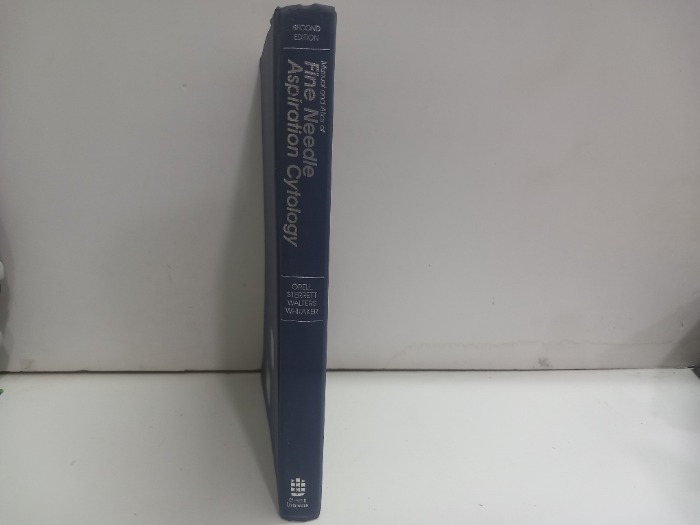 SECOND
EDITION
Manual and Atlas of
Fine Needle
Aspiration Cytology
ORELL
STERRETT
WALTERS
WHITAKER